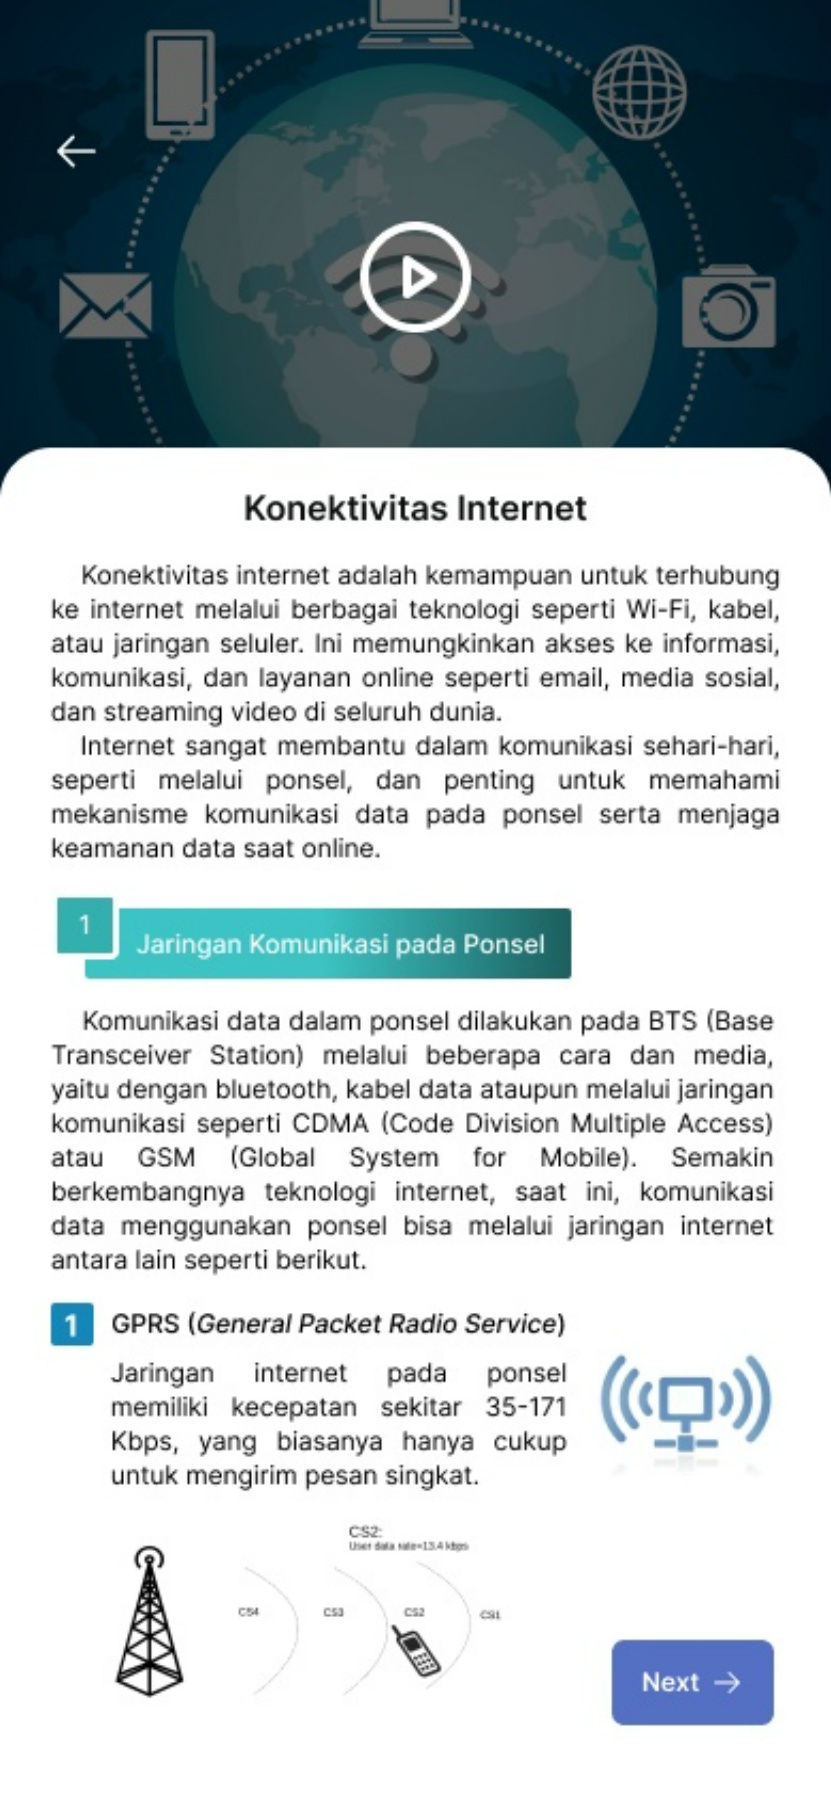 Konektivitas Internet
Konektivitas internet adalah kemampuan untuk terhubung
ke internet melalui berbagai teknologi seperti Wi-Fi, kabel,
atau jaringan seluler. Ini memungkinkan akses ke informasi,
komunikasi, dan layanan online seperti email, media sosial,
dan streaming video di seluruh dunia.
Internet sangat membantu dalam komunikasi sehari-hari,
seperti melalui ponsel, dan penting untuk memahami
mekanisme komunikasi data pada ponsel serta menjaga
keamanan data saat online.
1
Jaringan Komunikasi pada Ponsel
Komunikasi data dalam ponsel dilakukan pada BTS (Base
Transceiver Station) melalui beberapa cara dan media,
yaitu dengan bluetooth, kabel data ataupun melalui jaringan
komunikasi seperti CDMA (Code Division Multiple Access)
atau GSM (Global System for Mobile). Semakin
berkembangnya teknologi internet, saat ini, komunikasi
data menggunakan ponsel bisa melalui jaringan internet
antara lain seperti berikut.
1 GPRS (General Packet Radio Service)
Jaringan internet pada ponsel
memiliki kecepatan sekitar 35-171
Kbps, yang biasanya hanya cukup
untuk mengirim pesan singkat.
CS2:
User data rate=13.4 kbps
CS4 CS3 CS2 CS1
Next →